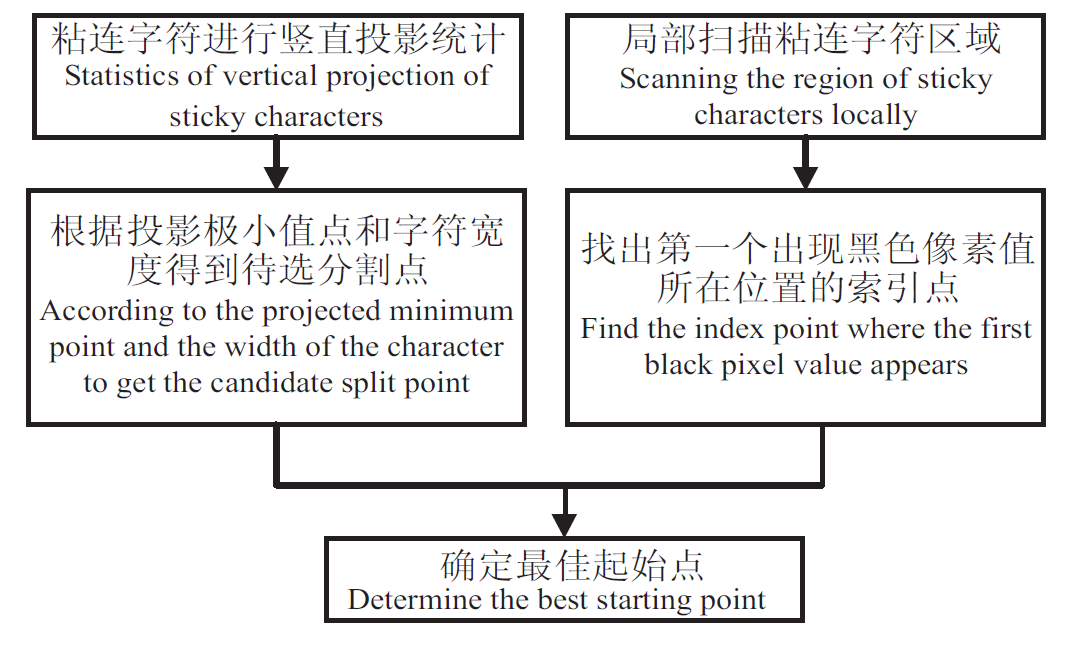 粘连字符进行竖直投影统计
Statistics of vertical projection of
sticky characters
局部扫描粘连字符区域
Scanning the region of sticky
characters locally
根据投影极小值点和字符宽
度得到待选分割点
According to the projected minimum
point and the width of the character
to get the candidate split point
找出第一个出现黑色像素值
所在位置的索引点
Find the index point where the first
black pixel value appears
确定最佳起始点
Determine the best starting point